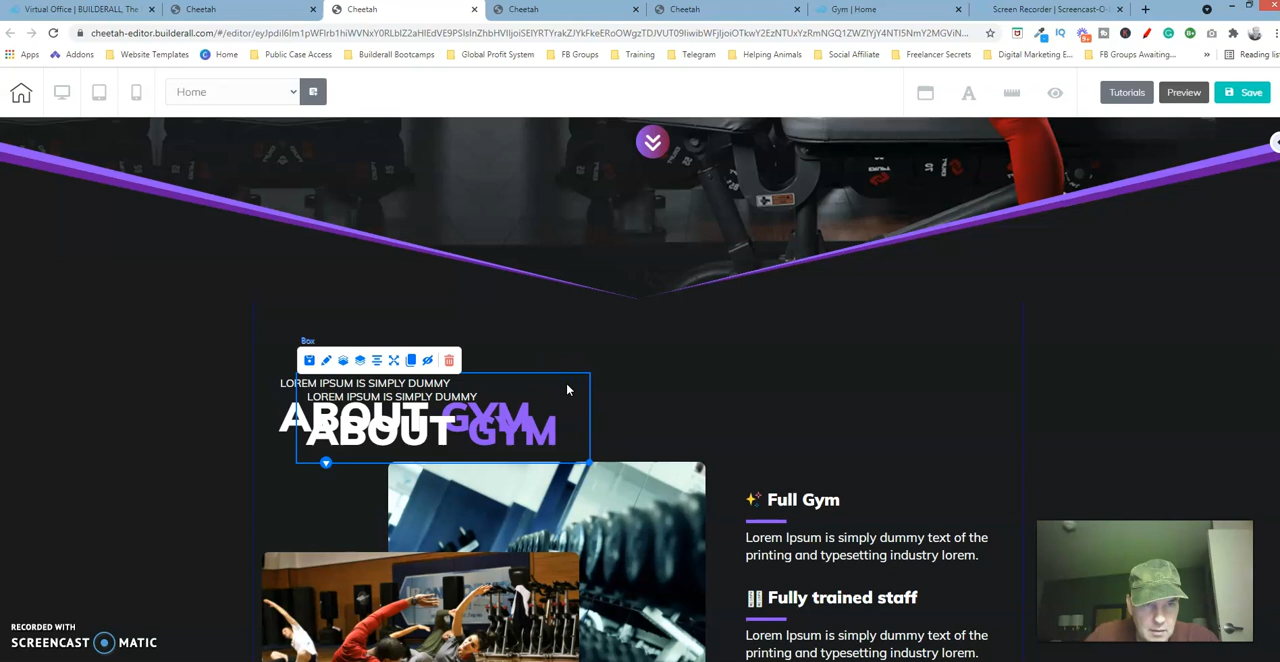 Virtual Office | BUILDERALL, The
Cheetah
Cheetah
Cheetah
Cheetah
Gym | Home
Screen Recorder | Screencast-O-
cheetah-editor.builderall.com/#/editor/
Apps
Addons
Website Templates
Home
Public Case Access
Builderall Bootcamps
Global Profit System
FB Groups
Training
Telegram
Helping Animals
Social Affiliate
Freelancer Secrets
Digital Marketing E...
FB Groups Awaiting...
»
Reading list
Home
Tutorials
Preview
Save
Box
LOREM IPSUM IS SIMPLY DUMMY
LOREM IPSUM IS SIMPLY DUMMY
ABOUT GYM
ABOUT GYM
✨ Full Gym
Lorem Ipsum is simply dummy text of the
printing and typesetting industry lorem.
Fully trained staff
Lorem Ipsum is simply dummy text of the
printing and typesetting industry lorem.
RECORDED WITH
SCREENCAST MATIC